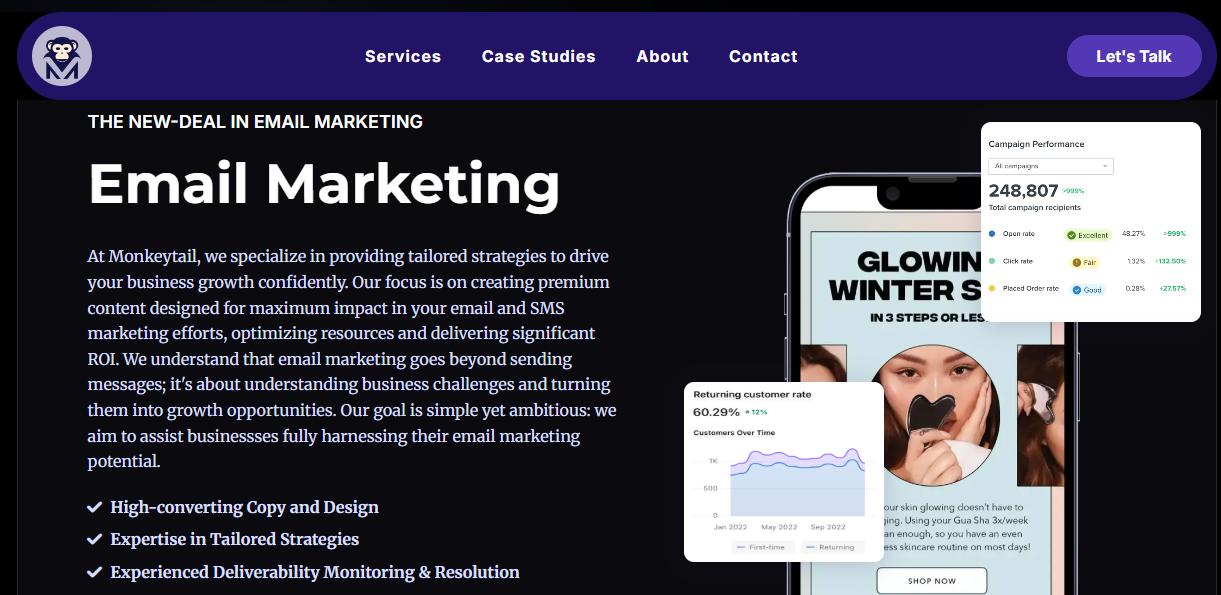 Services
Case Studies
About
Contact
Let's Talk
THE NEW-DEAL IN EMAIL MARKETING
Email Marketing
At Monkeytail, we specialize in providing tailored strategies to drive
your business growth confidently. Our focus is on creating premium
content designed for maximum impact in your email and SMS
marketing efforts, optimizing resources and delivering significant
ROI. We understand that email marketing goes beyond sending
messages; it's about understanding business challenges and turning
them into growth opportunities. Our goal is simple yet ambitious: we
aim to assist businessses fully harnessing their email marketing
potential.
High-converting Copy and Design
Expertise in Tailored Strategies
Experienced Deliverability Monitoring & Resolution
Campaign Performance
All campaigns
248,807 >999%
Total campaign recipients
Open rate Excellent 48.27% >999%
Click rate Fair 1.32% +132.50%
Placed Order rate Good 0.28% +27.57%
GLOWIN
WINTER S
IN 3 STEPS OR LES
Returning customer rate
60.29% 12%
Customers Over Time
1K
500
0
Jan 2022 May 2022 Sep 2022
First-time Returning
our skin glowing doesn't have to
ging. Using your Gua Sha 3x/week
an enough, so you have an even
ess skincare routine on most days!
SHOP NOW